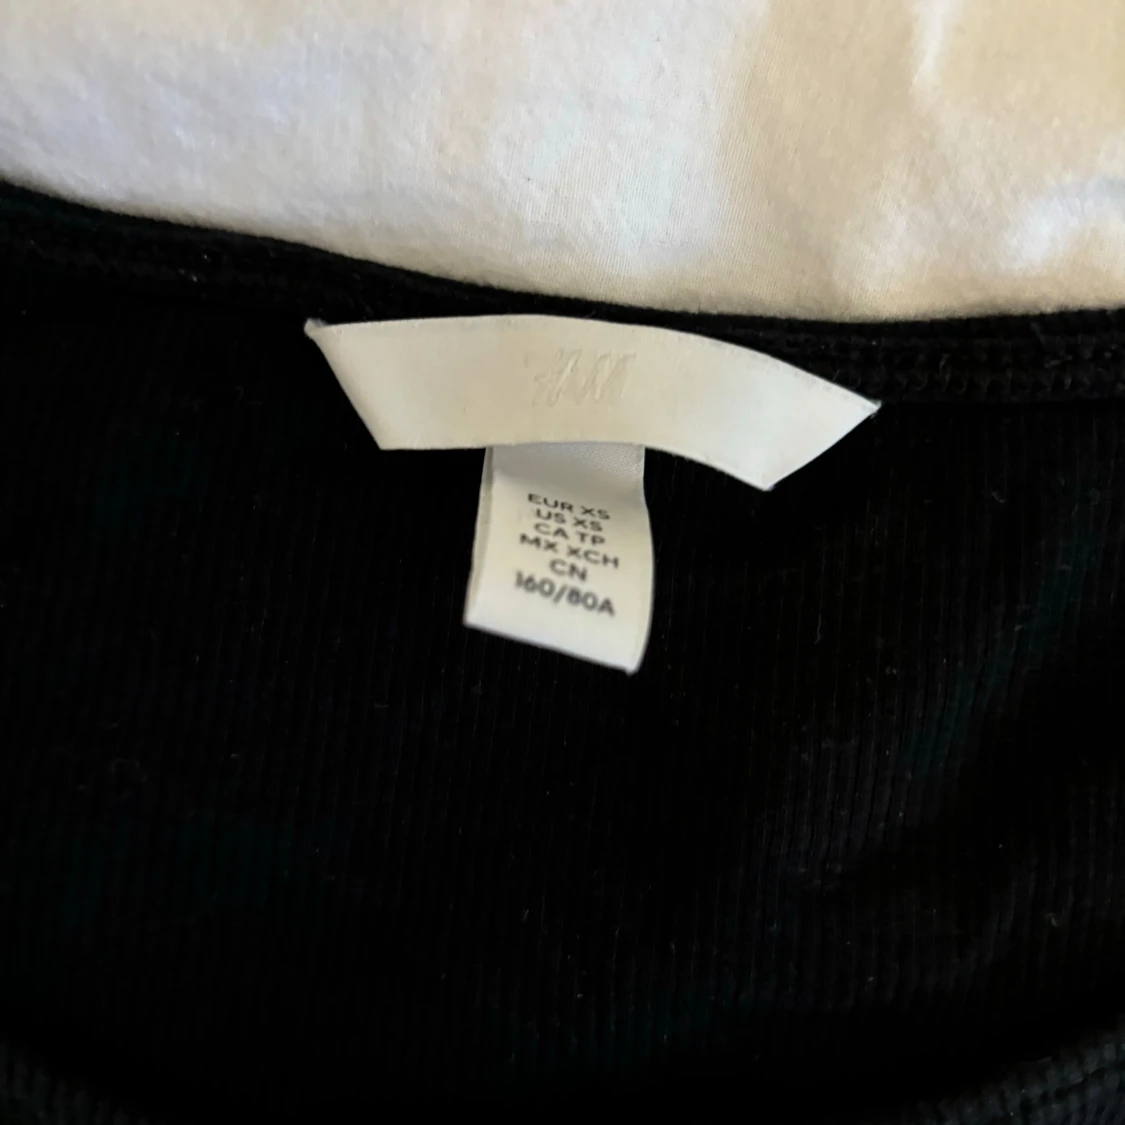 H&M
EUR XS
US XS
CA TP
MX XCH
CN
160/80A